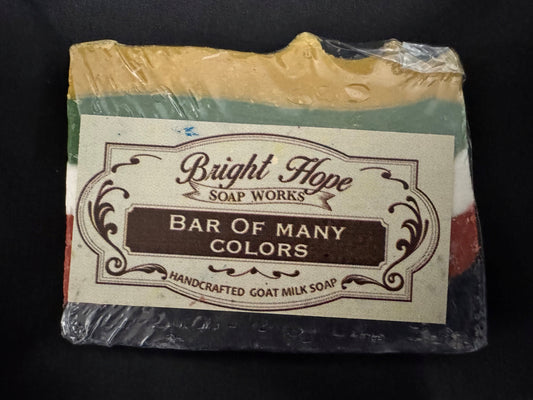 Bright Hope
SOAP WORKS
BAR OF MANY
COLORS
HANDCRAFTED GOAT MILK SOAP